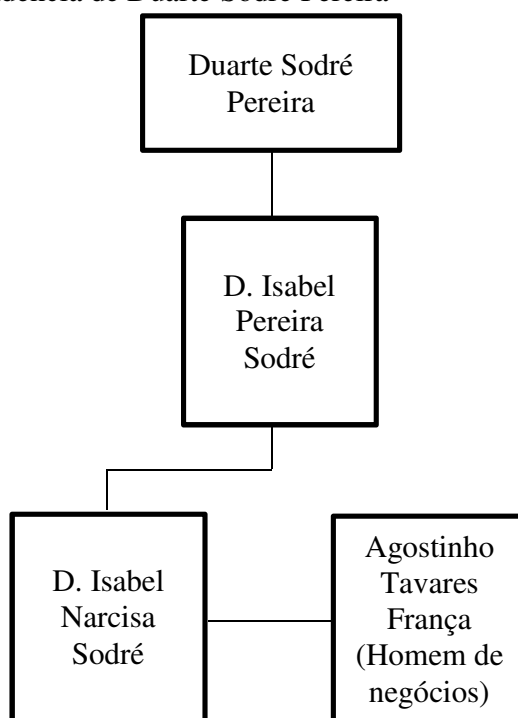 de Duarte Sodré Pereira
Duarte Sodré
Pereira
D. Isabel
Pereira
Sodré
D. Isabel
Narcisa
Sodré
Agostinho
Tavares
França
(Homem de
negócios)